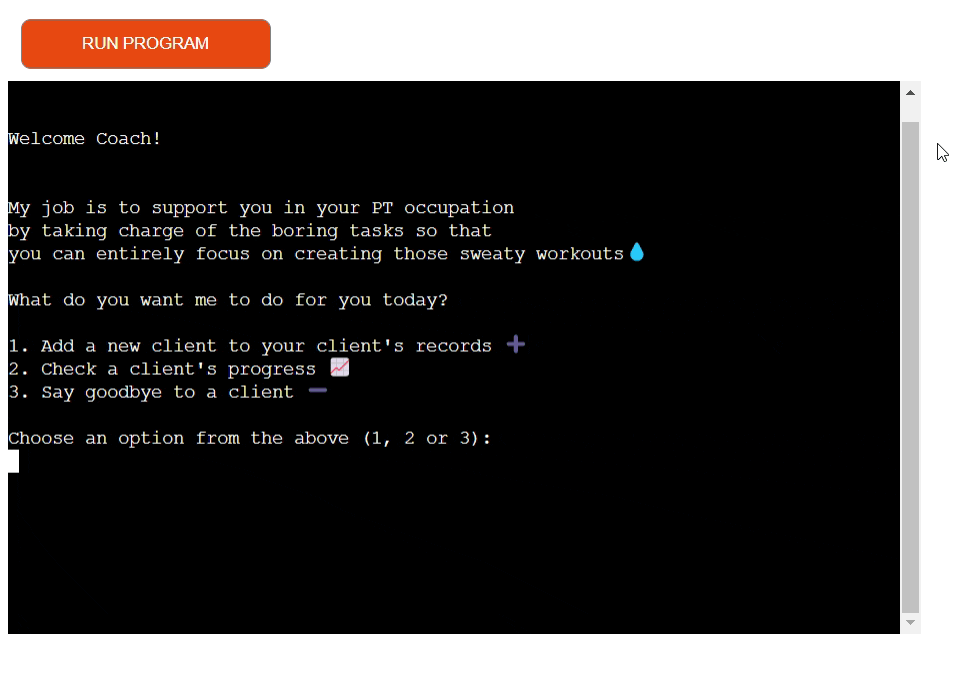 RUN PROGRAM
Welcome Coach!
My job is to support you in your PT occupation
by taking charge of the boring tasks so that
you can entirely focus on creating those sweaty workouts💧
What do you want me to do for you today?
1. Add a new client to your client's records ➕
2. Check a client's progress 📈
3. Say goodbye to a client ➖
Choose an option from the above (1, 2 or 3):